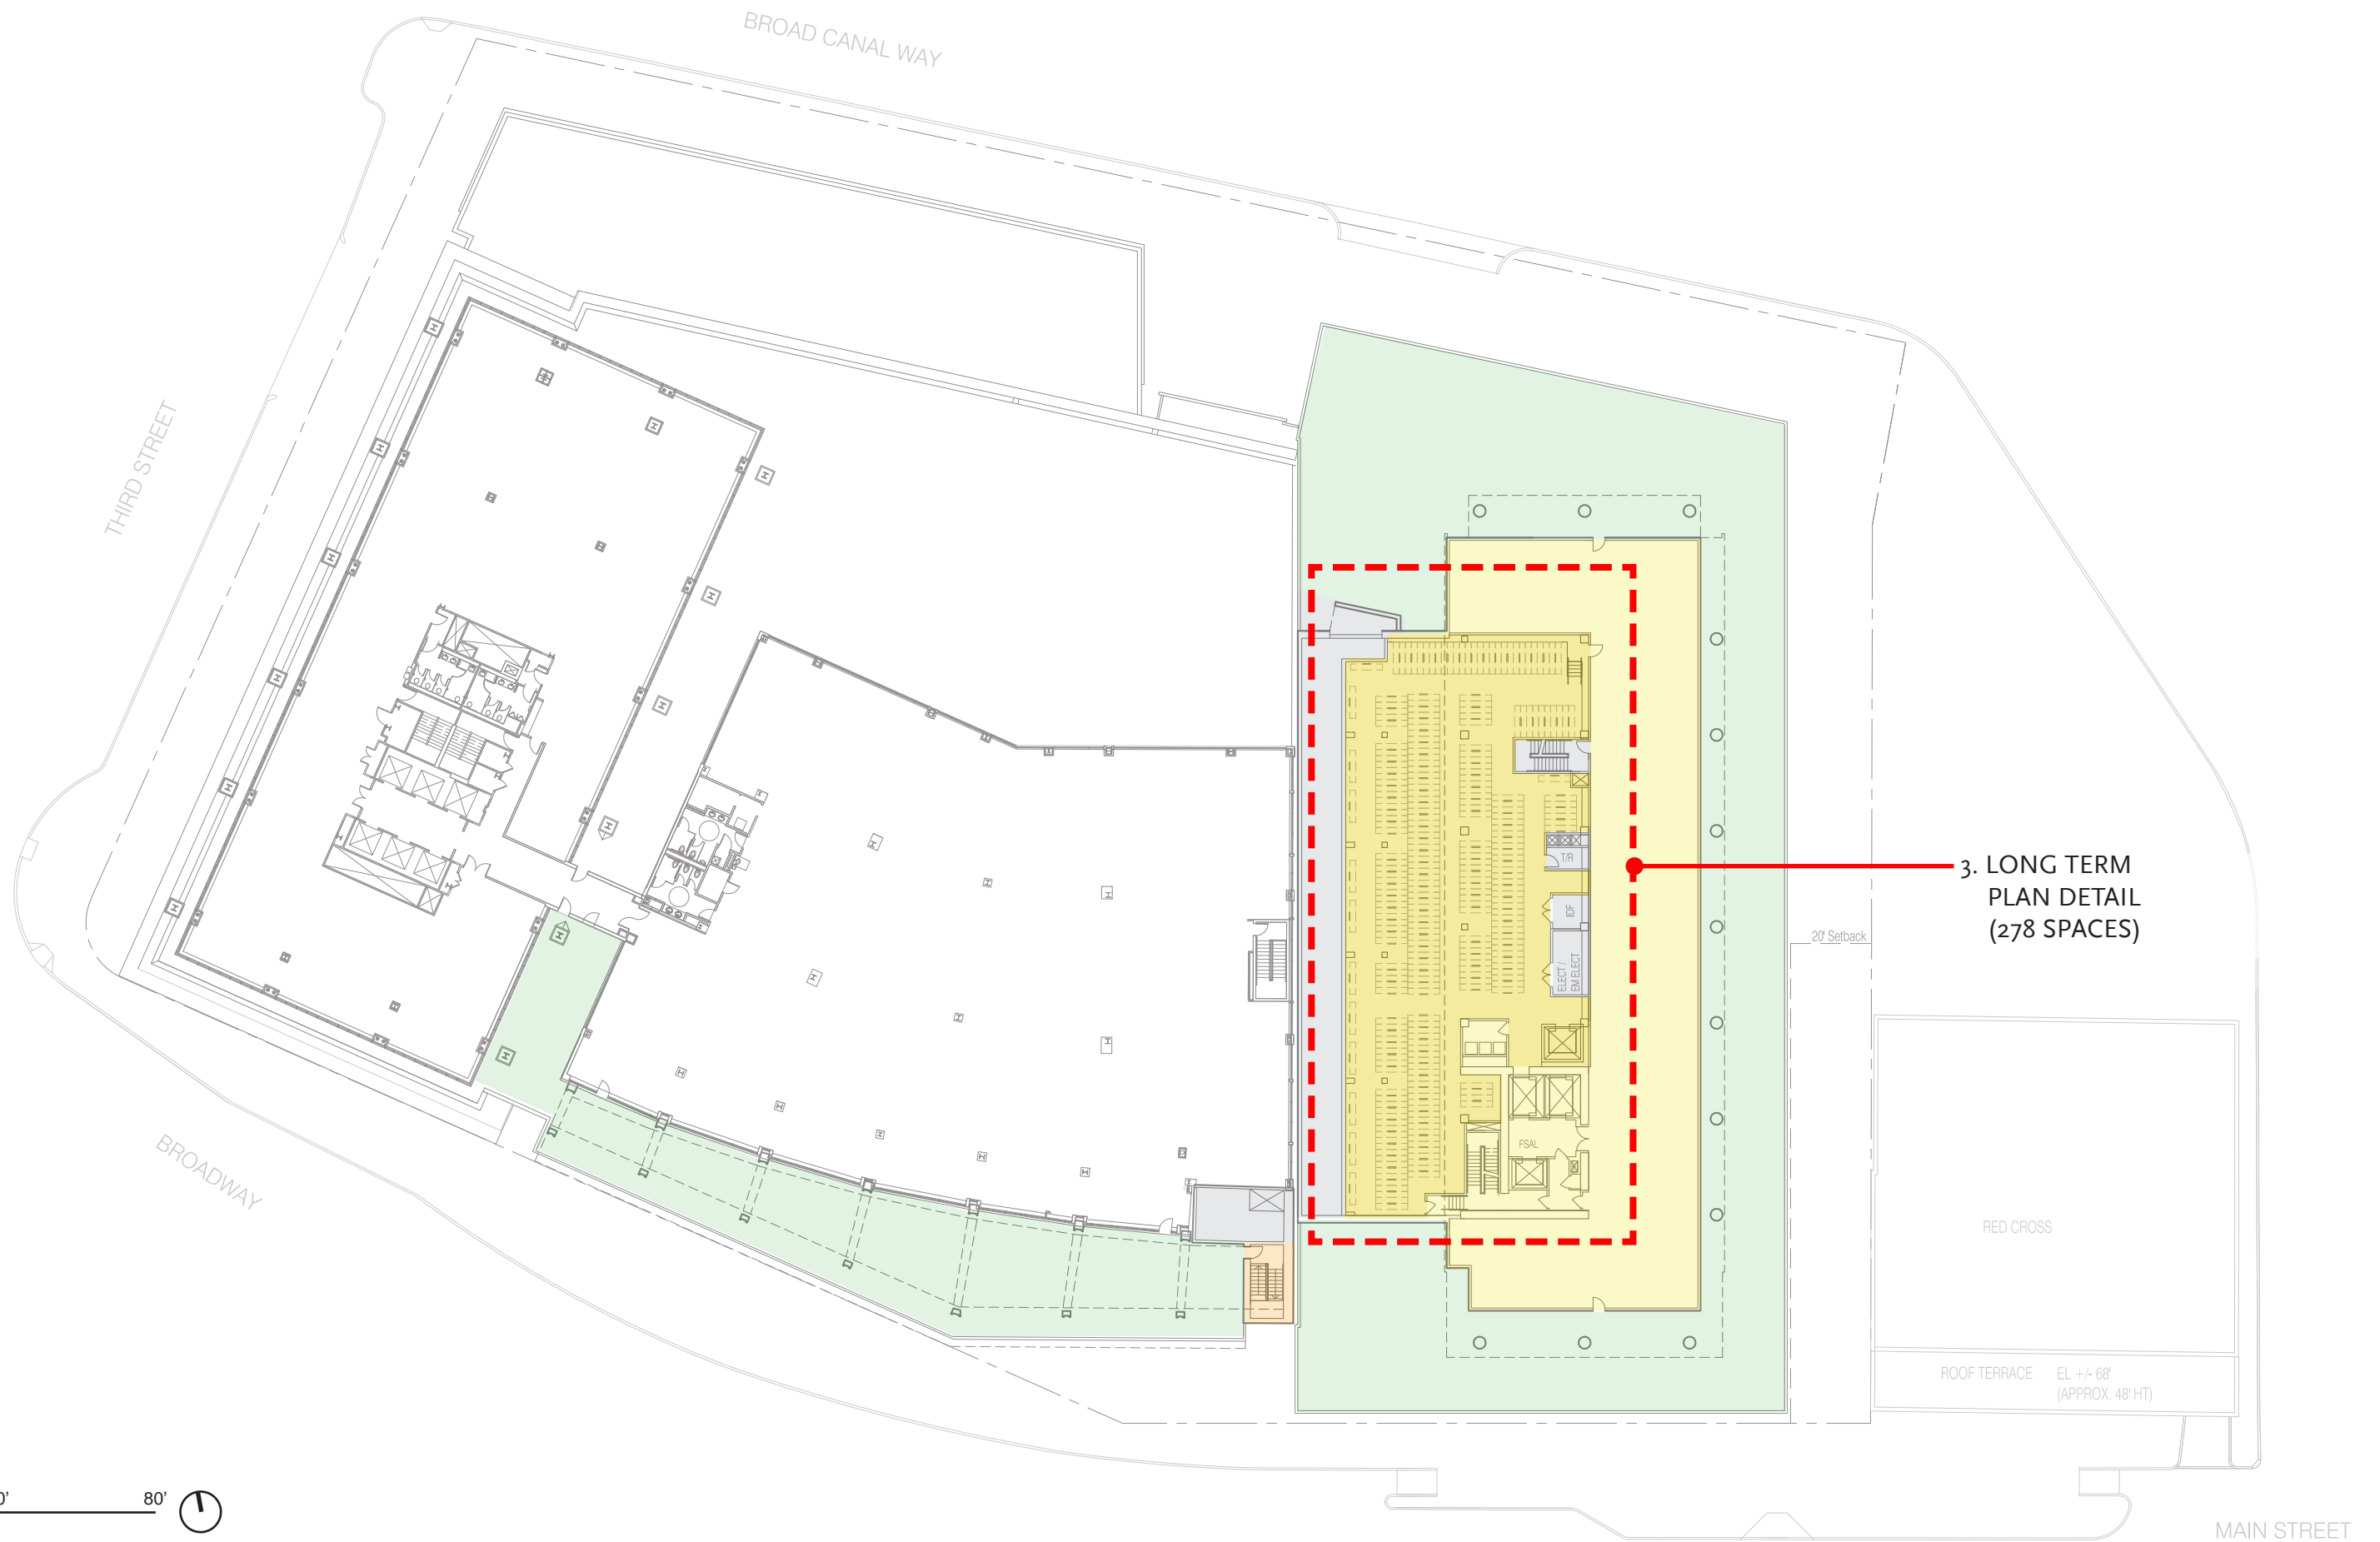 BROAD CANAL WAY
THIRD STREET
T/R
IDF
ELECT /
EM ELECT
FSAL
3. LONG TERM
PLAN DETAIL
(278 SPACES)
20' Setback
RED CROSS
ROOF TERRACE EL +/- 68'
(APPROX. 48' HT)
BROADWAY
0' 80'
MAIN STREET